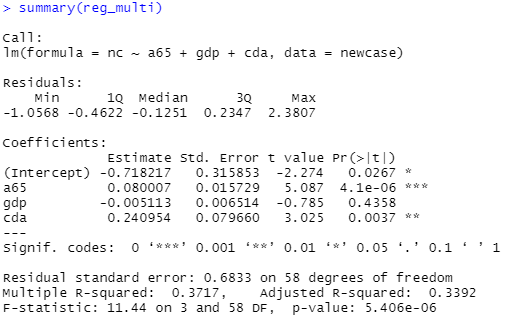 > summary(reg_multi)
Call:
lm(formula = nc ~ a65 + gdp + cda, data = newcase)
Residuals:
    Min      1Q  Median      3Q     Max
-1.0568 -0.4622 -0.1251  0.2347  2.3807
Coefficients:
             Estimate Std. Error t value Pr(>|t|)
(Intercept) -0.718217   0.315853  -2.274   0.0267 *
a65          0.080007   0.015729   5.087  4.1e-06 ***
gdp         -0.005113   0.006514  -0.785   0.4358
cda          0.240954   0.079660   3.025   0.0037 **
---
Signif. codes:  0 ‘***’ 0.001 ‘**’ 0.01 ‘*’ 0.05 ‘.’ 0.1 ‘ ’ 1
Residual standard error: 0.6833 on 58 degrees of freedom
Multiple R-squared:  0.3717,    Adjusted R-squared:  0.3392
F-statistic: 11.44 on 3 and 58 DF,  p-value: 5.406e-06